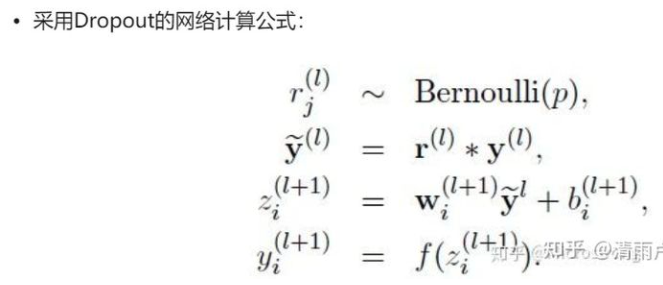 • 采用Dropout的网络计算公式：
r_j^{(l)} ∼ Bernoulli(p),
ỹ^{(l)} = r^{(l)} * y^{(l)},
z_i^{(l+1)} = w_i^{(l+1)} ỹ^l + b_i^{(l+1)},
y_i^{(l+1)} = f(z_i^{(l+1)}).
知乎 @清雨卢